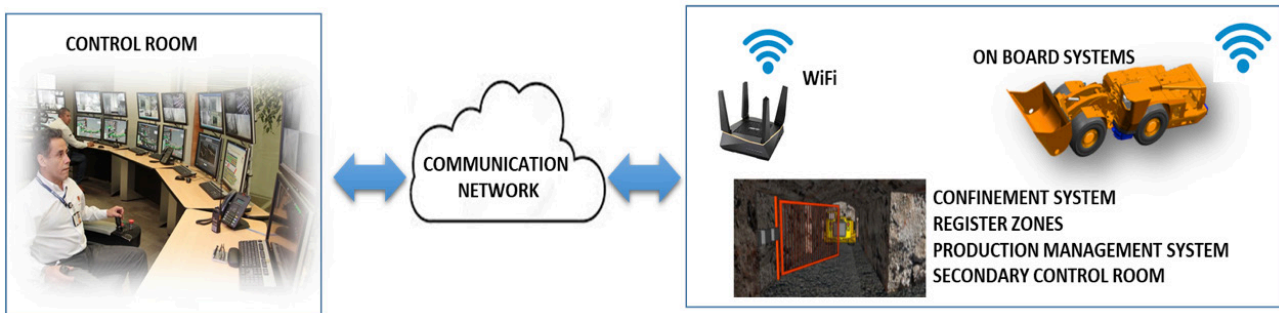 CONTROL ROOM
COMMUNICATION
NETWORK
WiFi
ON BOARD SYSTEMS
CONFINEMENT SYSTEM
REGISTER ZONES
PRODUCTION MANAGEMENT SYSTEM
SECONDARY CONTROL ROOM